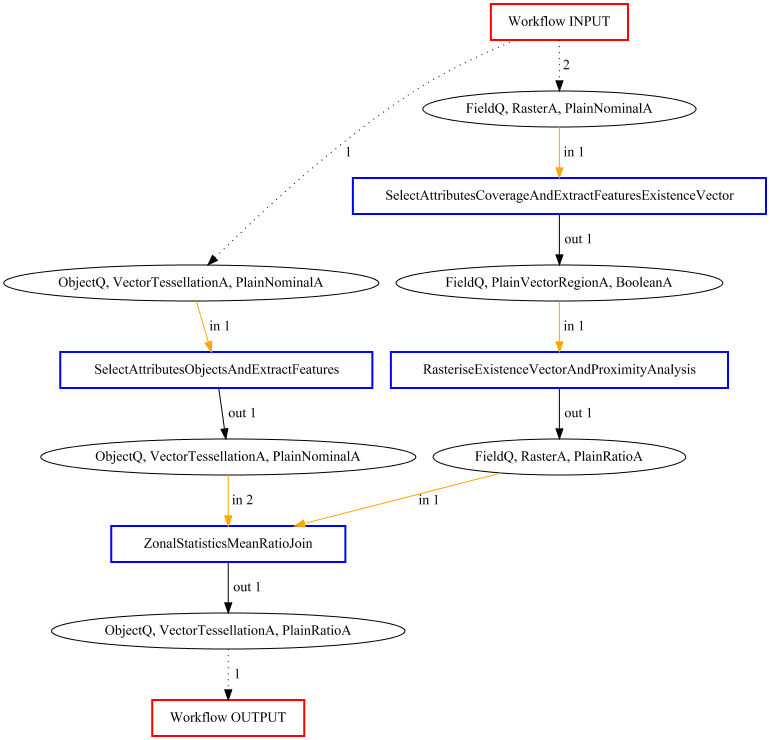 Workflow INPUT
2
FieldQ, RasterA, PlainNominalA
1
in 1
SelectAttributesCoverageAndExtractFeaturesExistenceVector
out 1
ObjectQ, VectorTessellationA, PlainNominalA
FieldQ, PlainVectorRegionA, BooleanA
in 1
in 1
SelectAttributesObjectsAndExtractFeatures
RasteriseExistenceVectorAndProximityAnalysis
out 1
out 1
ObjectQ, VectorTessellationA, PlainNominalA
FieldQ, RasterA, PlainRatioA
in 2
in 1
ZonalStatisticsMeanRatioJoin
out 1
ObjectQ, VectorTessellationA, PlainRatioA
1
Workflow OUTPUT